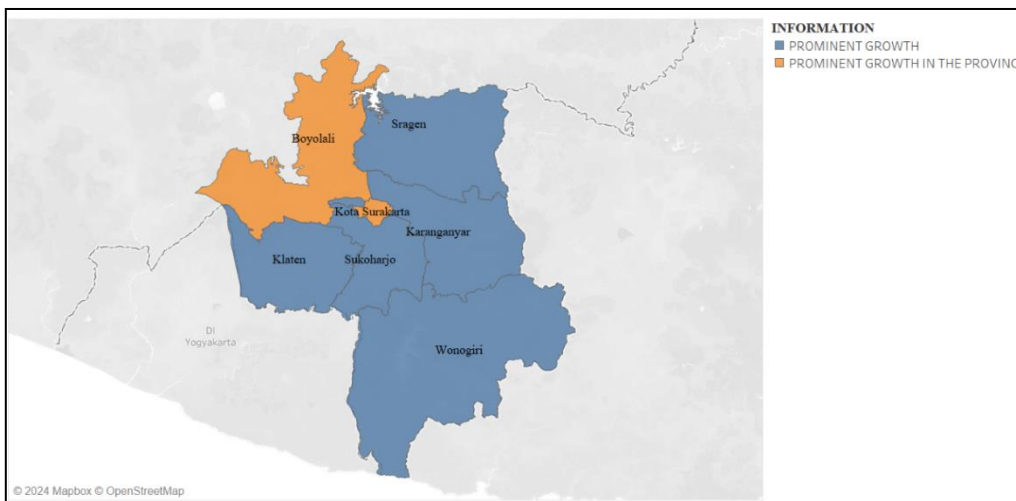 INFORMATION
PROMINENT GROWTH
PROMINENT GROWTH IN THE PROVINC
Sragen
Boyolali
Kota Surakarta
Karanganyar
Klaten
Sukoharjo
DI
Yogyakarta
Wonogiri
© 2024 Mapbox © OpenStreetMap